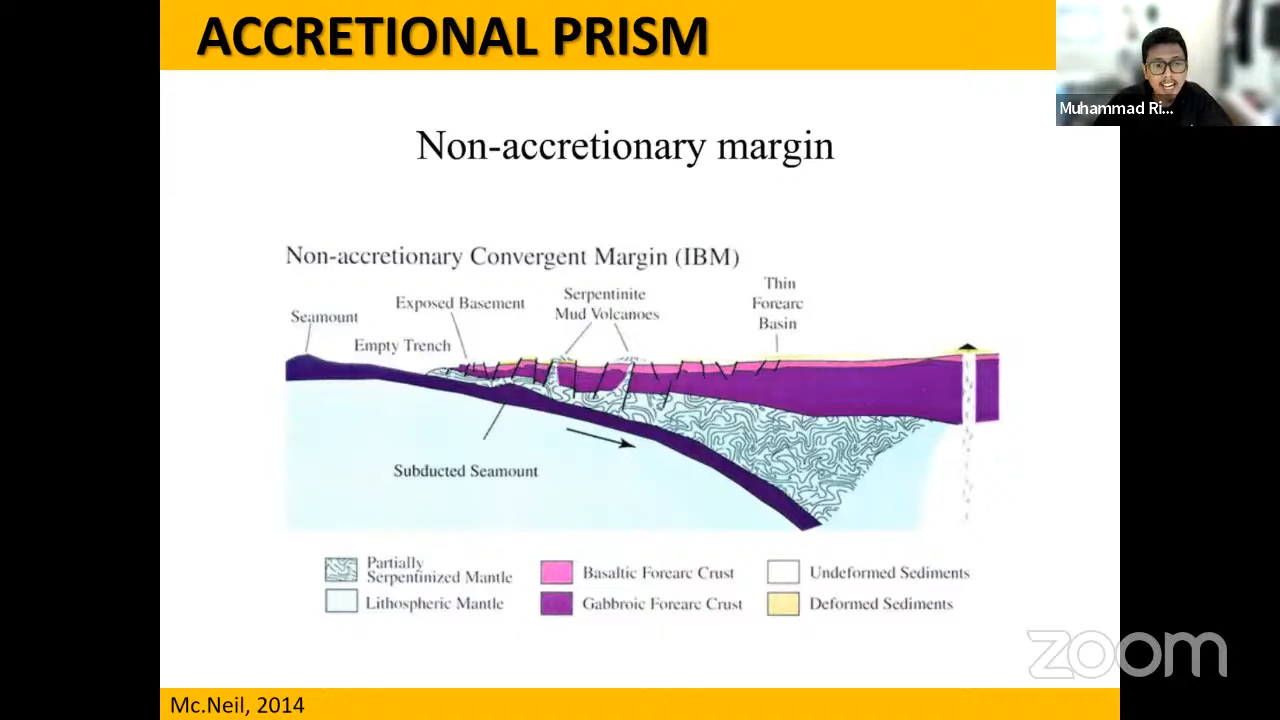 ACCRETIONAL PRISM
Muhammad Ri...
Non-accretionary margin
Non-accretionary Convergent Margin (IBM)
Seamount
Empty Trench
Exposed Basement
Serpentinite
Mud Volcanoes
Thin
Forearc
Basin
Subducted Seamount
Partially
Serpentinized Mantle
Lithospheric Mantle
Basaltic Forearc Crust
Gabbroic Forearc Crust
Undeformed Sediments
Deformed Sediments
zoom
Mc.Neil, 2014